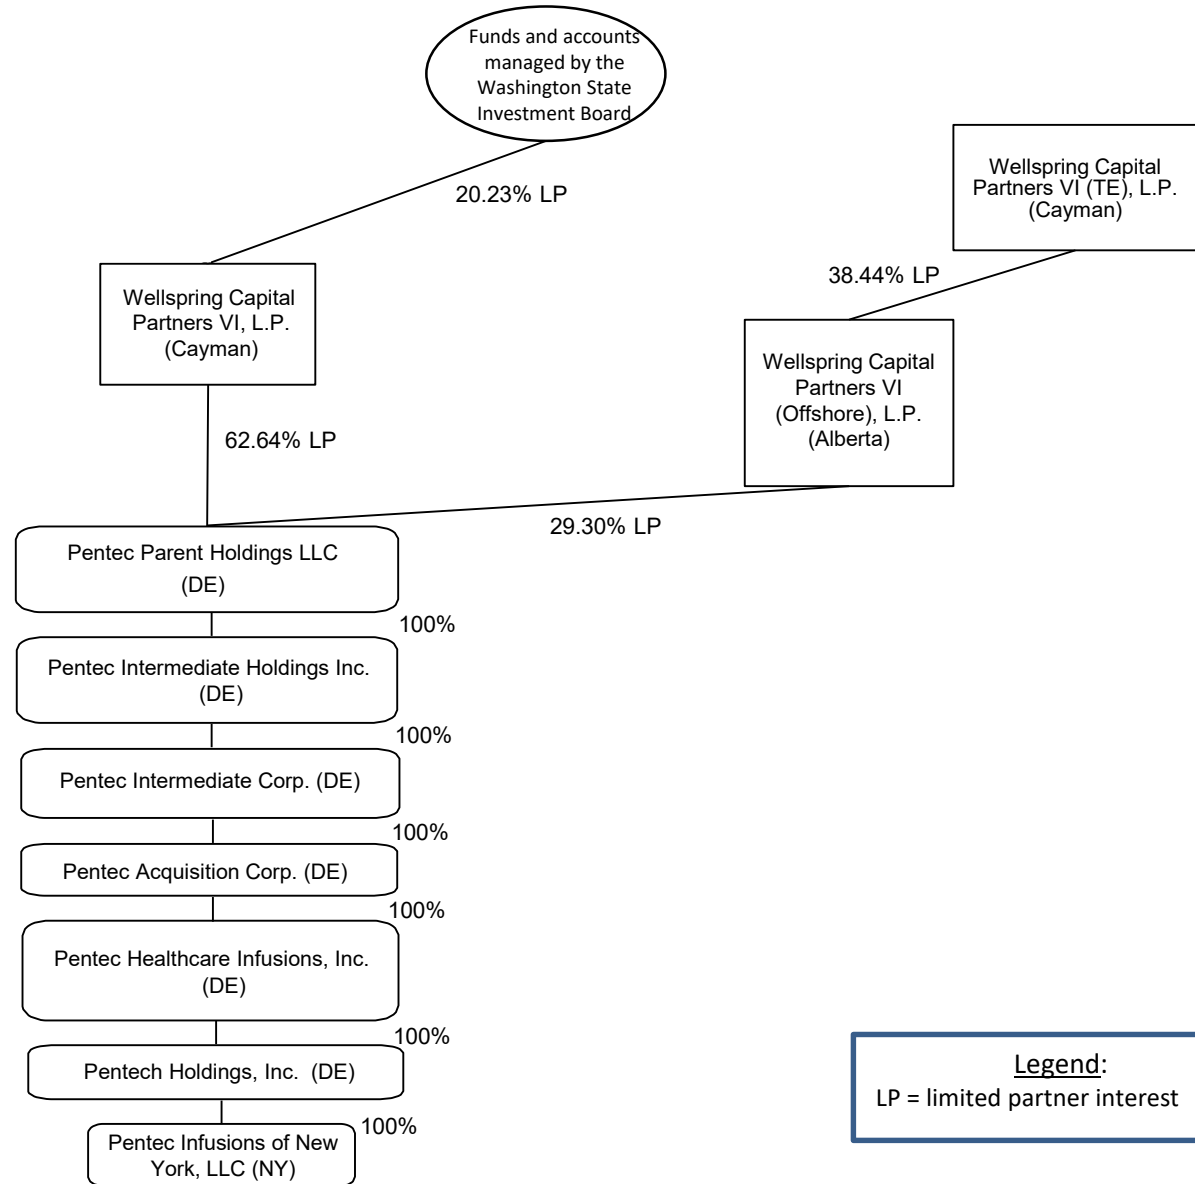 Funds and accounts
managed by the
Washington State
Investment Board
20.23% LP
Wellspring Capital
Partners VI (TE), L.P.
(Cayman)
38.44% LP
Wellspring Capital
Partners VI, L.P.
(Cayman)
Wellspring Capital
Partners VI
(Offshore), L.P.
(Alberta)
62.64% LP
29.30% LP
Pentec Parent Holdings LLC
(DE)
100%
Pentec Intermediate Holdings Inc.
(DE)
100%
Pentec Intermediate Corp. (DE)
100%
Pentec Acquisition Corp. (DE)
100%
Pentec Healthcare Infusions, Inc.
(DE)
100%
Pentech Holdings, Inc. (DE)
100%
Pentec Infusions of New
York, LLC (NY)
Legend:
LP = limited partner interest